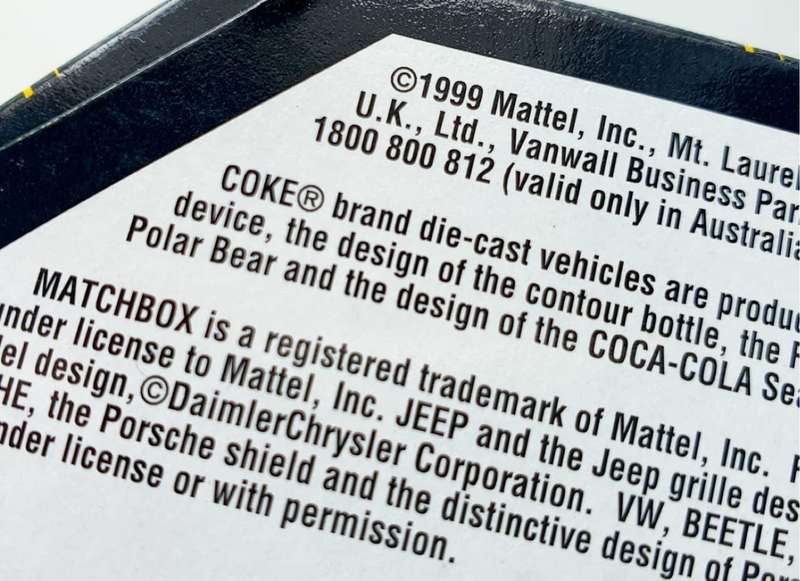 ©1999 Mattel, Inc., Mt. Laurel
U.K., Ltd., Vanwall Business Par
1800 800 812 (valid only in Australia
COKE® brand die-cast vehicles are produ
device, the design of the contour bottle, the
Polar Bear and the design of the COCA-COLA Se
MATCHBOX is a registered trademark of Mattel, Inc.
under license to Mattel, Inc. JEEP and the Jeep grille des
el design, ©DaimlerChrysler Corporation. VW, BEETLE,
HE, the Porsche shield and the distinctive design of Por
nder license or with permission.